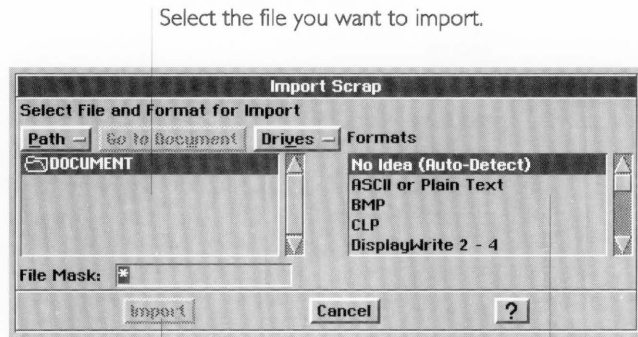 Select the file you want to import.
Import Scrap
Select File and Format for Import
Path Go to Document Drives Formats
DOCUMENT
No Idea (Auto-Detect)
ASCII or Plain Text
BMP
CLP
DisplayWrite 2 - 4
File Mask: *
Import Cancel ?